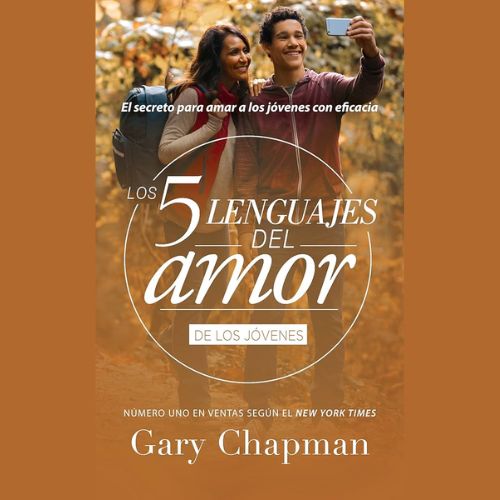 El secreto para amar a los jóvenes con eficacia
LOS 5 LENGUAJES
DEL
amor
DE LOS JÓVENES
NÚMERO UNO EN VENTAS SEGÚN EL NEW YORK TIMES
Gary Chapman